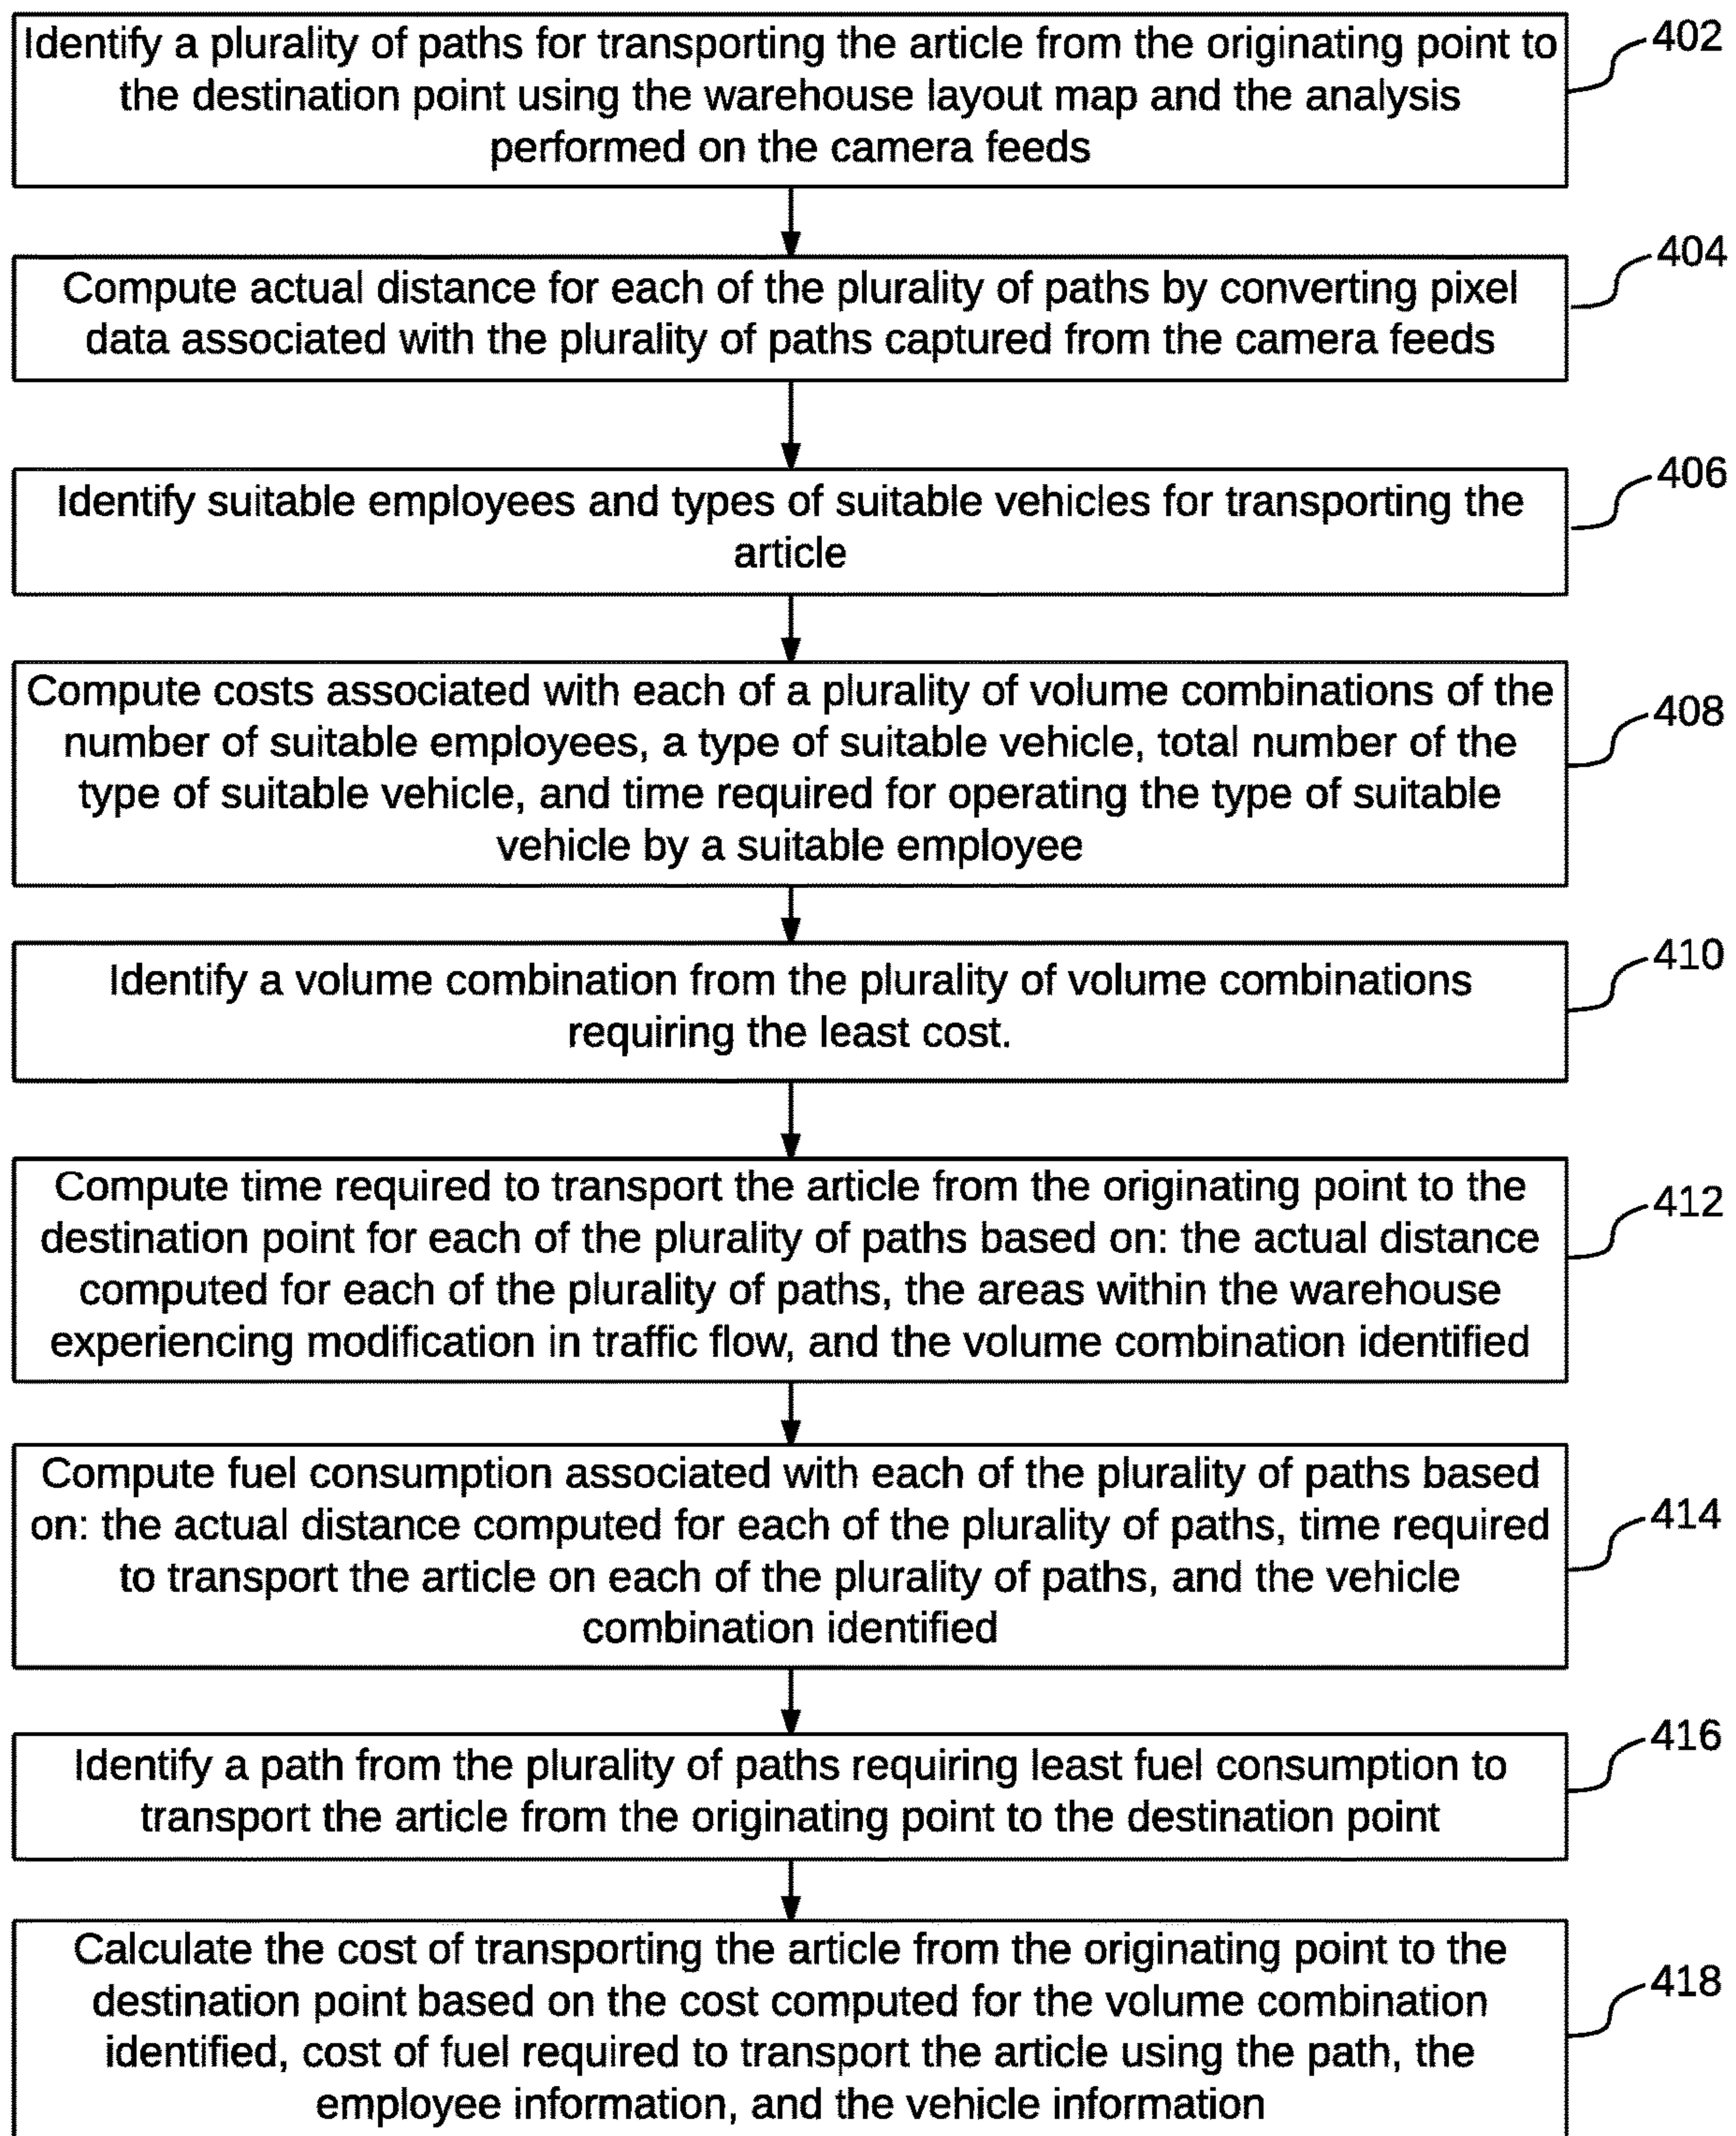 Identify a plurality of paths for transporting the article from the originating point to
the destination point using the warehouse layout map and the analysis
performed on the camera feeds
402
Compute actual distance for each of the plurality of paths by converting pixel
data associated with the plurality of paths captured from the camera feeds
404
Identify suitable employees and types of suitable vehicles for transporting the
article
406
Compute costs associated with each of a plurality of volume combinations of the
number of suitable employees, a type of suitable vehicle, total number of the
type of suitable vehicle, and time required for operating the type of suitable
vehicle by a suitable employee
408
Identify a volume combination from the plurality of volume combinations
requiring the least cost.
410
Compute time required to transport the article from the originating point to the
destination point for each of the plurality of paths based on: the actual distance
computed for each of the plurality of paths, the areas within the warehouse
experiencing modification in traffic flow, and the volume combination identified
412
Compute fuel consumption associated with each of the plurality of paths based
on: the actual distance computed for each of the plurality of paths, time required
to transport the article on each of the plurality of paths, and the vehicle
combination identified
414
Identify a path from the plurality of paths requiring least fuel consumption to
transport the article from the originating point to the destination point
416
Calculate the cost of transporting the article from the originating point to the
destination point based on the cost computed for the volume combination
identified, cost of fuel required to transport the article using the path, the
employee information, and the vehicle information
418